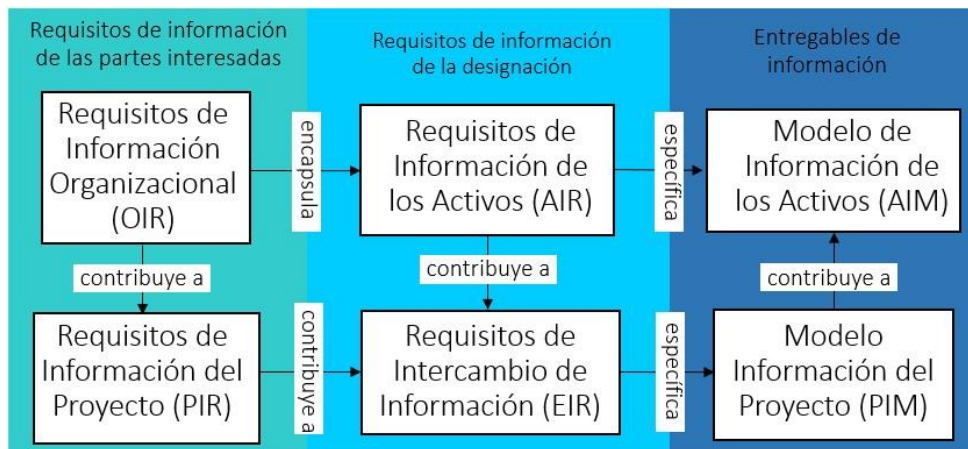 Requisitos de información
de las partes interesadas
Requisitos de información
de la designación
Entregables de
información
Requisitos de
Información
Organizacional
(OIR)
encapsula
Requisitos de
Información de
los Activos (AIR)
específica
Modelo de
Información de
los Activos (AIM)
contribuye a
contribuye a
contribuye a
Requisitos de
Información del
Proyecto (PIR)
contribuye a
Requisitos de
Intercambio de
Información (EIR)
específica
Modelo
Información del
Proyecto (PIM)